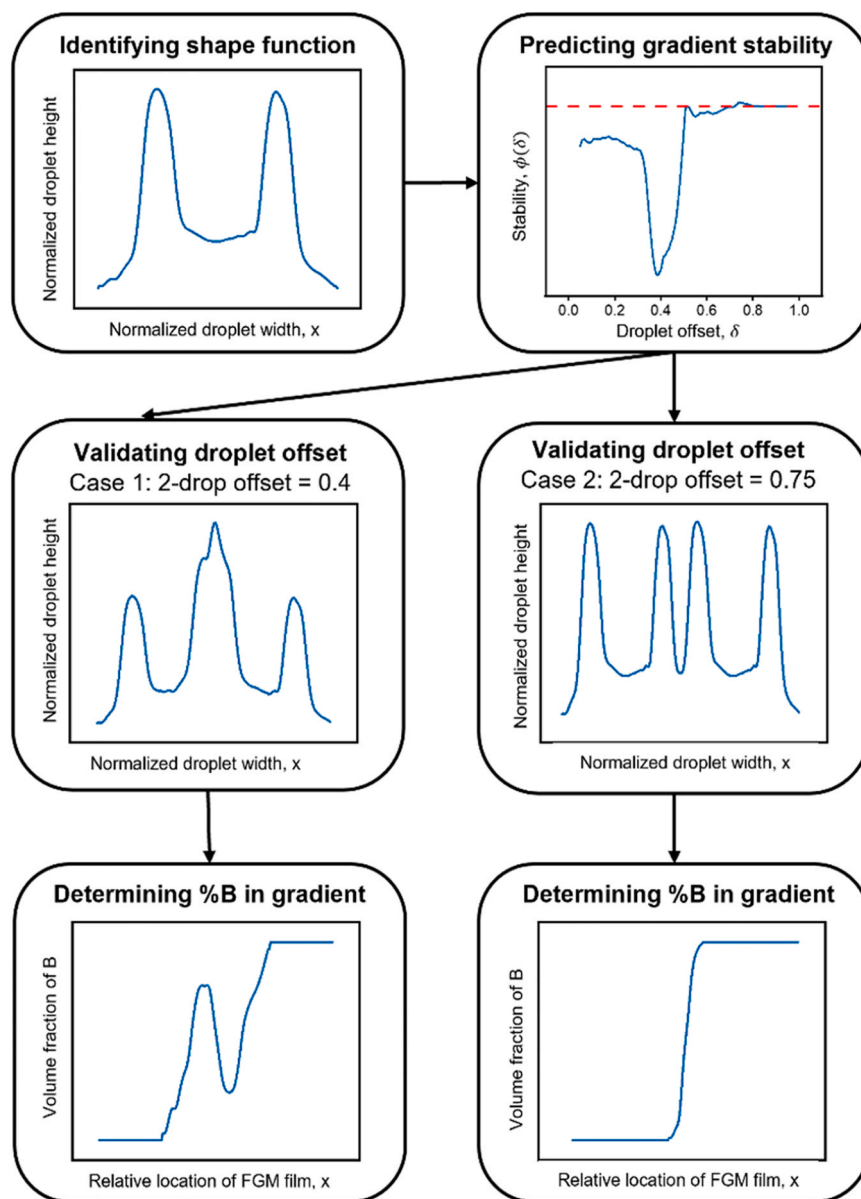 Identifying shape function
Normalized droplet height
Normalized droplet width, x
Predicting gradient stability
Stability, ϕ(δ)
0.0 0.2 0.4 0.6 0.8 1.0
Droplet offset, δ
Validating droplet offset
Case 1: 2-drop offset = 0.4
Normalized droplet height
Normalized droplet width, x
Validating droplet offset
Case 2: 2-drop offset = 0.75
Normalized droplet height
Normalized droplet width, x
Determining %B in gradient
Volume fraction of B
Relative location of FGM film, x
Determining %B in gradient
Volume fraction of B
Relative location of FGM film, x